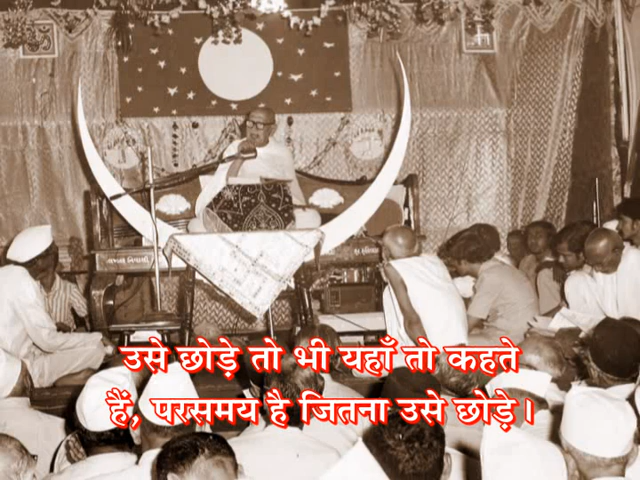 उसे छोड़े तो भी यहाँ तो कहते
हैं, परसमय है जितना उसे छोड़े।